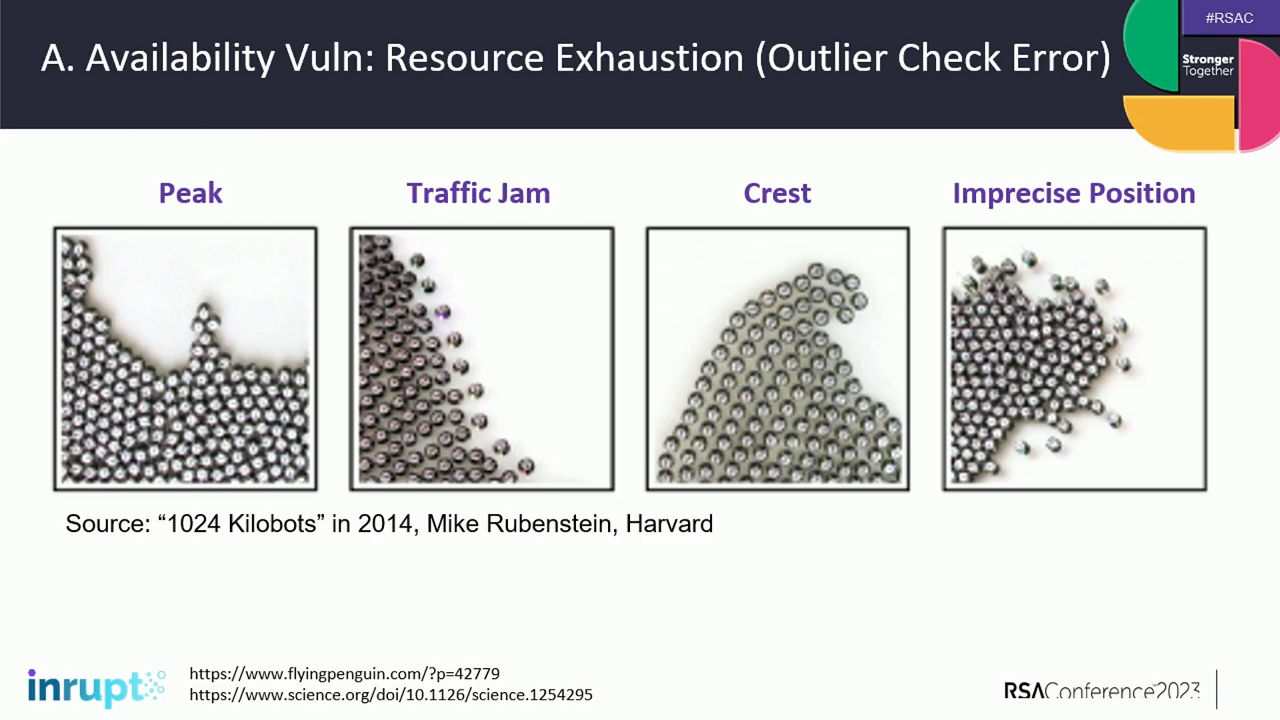 A. Availability Vuln: Resource Exhaustion (Outlier Check Error)
#RSAC
Stronger
Together
Peak
Traffic Jam
Crest
Imprecise Position
Source: “1024 Kilobots” in 2014, Mike Rubenstein, Harvard
inrupt
https://www.flyingpenguin.com/?p=42779
https://www.science.org/doi/10.1126/science.1254295
RSAConference™2023